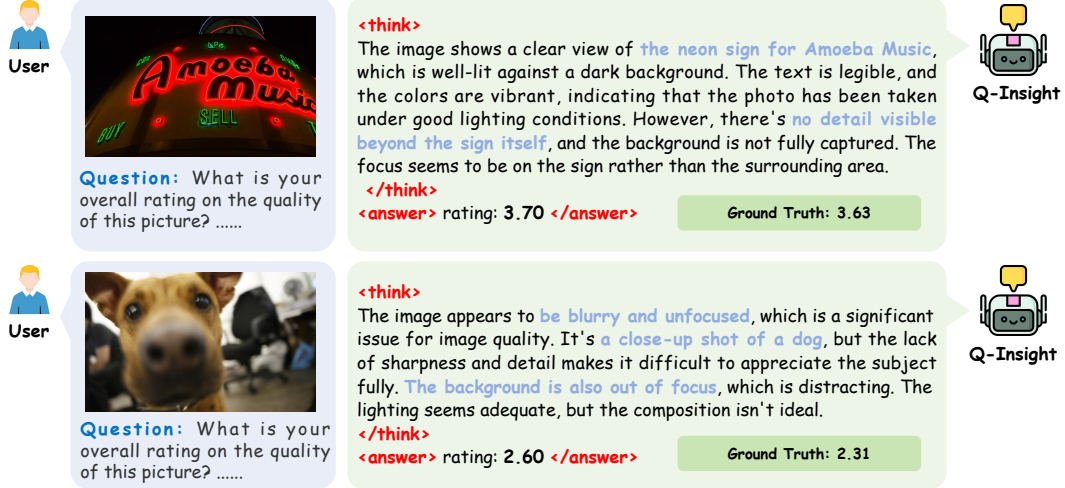 User
CDs
TAPES
Amoeba
Music
SELL
BUY
Question: What is your
overall rating on the quality
of this picture? ......
<think>
The image shows a clear view of the neon sign for Amoeba Music,
which is well-lit against a dark background. The text is legible, and
the colors are vibrant, indicating that the photo has been taken
under good lighting conditions. However, there's no detail visible
beyond the sign itself, and the background is not fully captured. The
focus seems to be on the sign rather than the surrounding area.
</think>
<answer> rating: 3.70 </answer>
Ground Truth: 3.63
Q-Insight
User
Question: What is your
overall rating on the quality
of this picture? ......
<think>
The image appears to be blurry and unfocused, which is a significant
issue for image quality. It's a close-up shot of a dog, but the lack
of sharpness and detail makes it difficult to appreciate the subject
fully. The background is also out of focus, which is distracting. The
lighting seems adequate, but the composition isn't ideal.
</think>
<answer> rating: 2.60 </answer>
Ground Truth: 2.31
Q-Insight